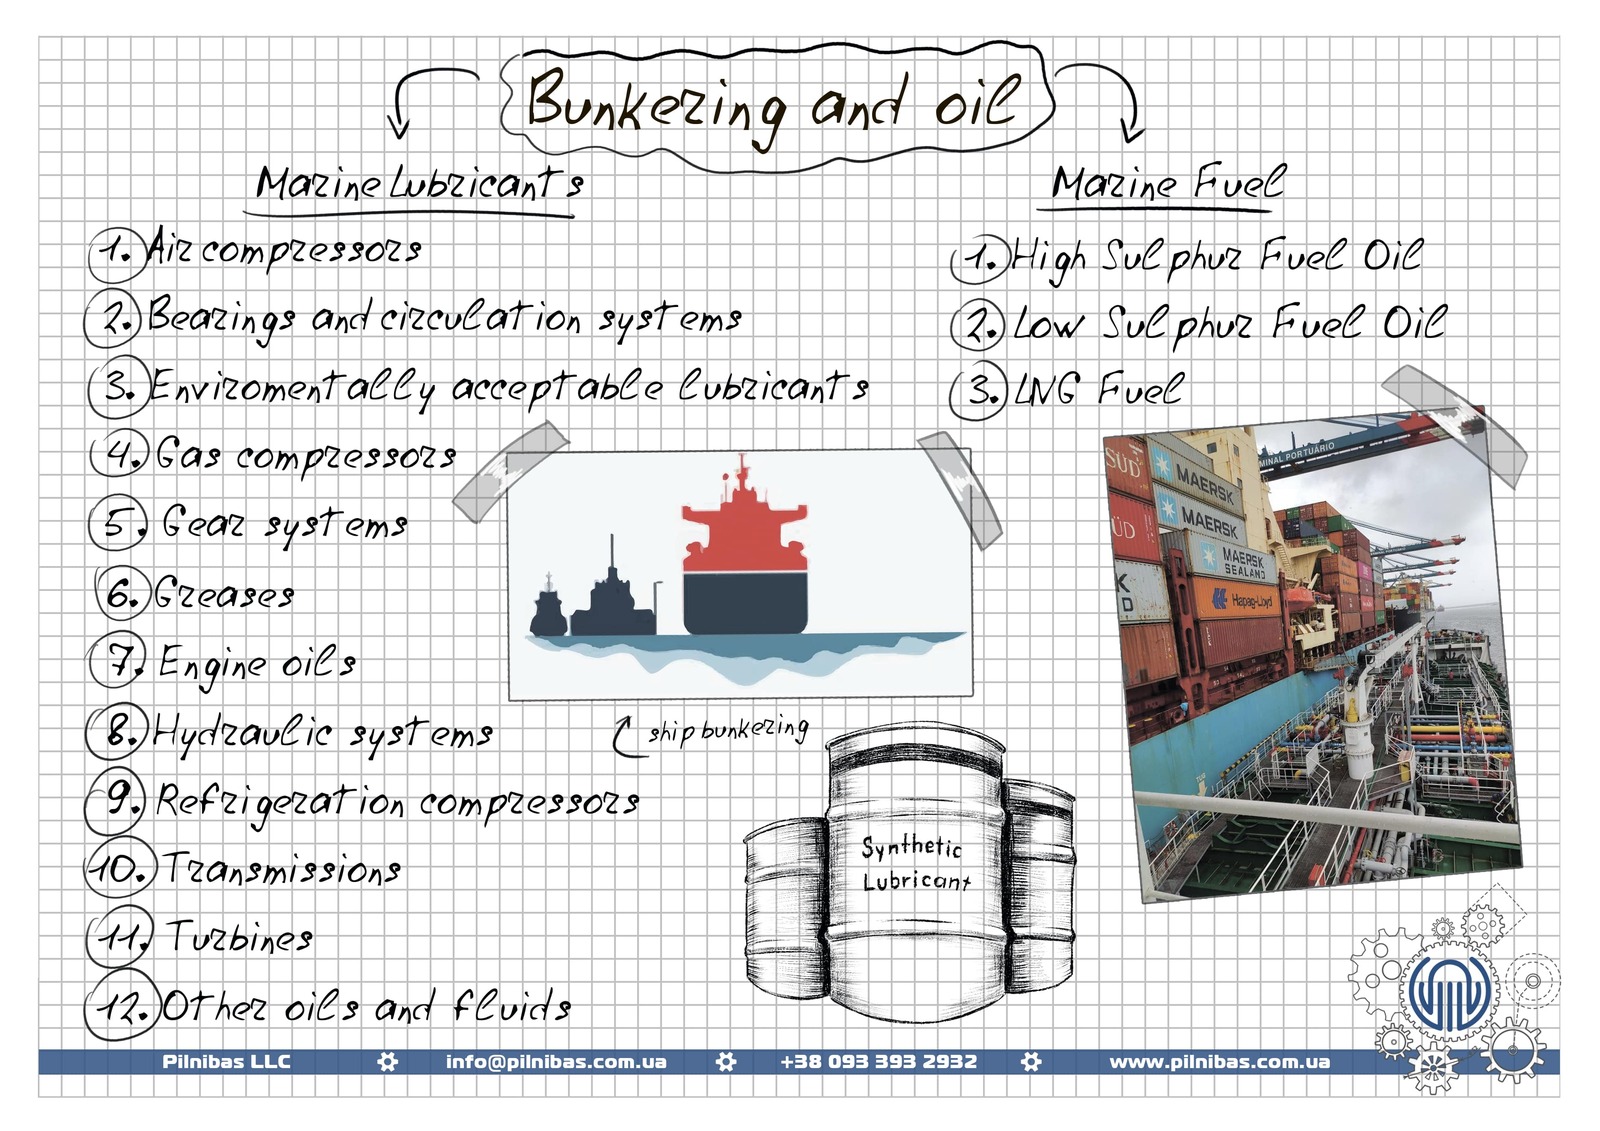 Bunkering and oil
Marine Lubricants
1. Air compressors
2. Bearings and circulation systems
3. Enviromentally acceptable lubricants
4. Gas compressors
5. Gear systems
6. Greases
7. Engine oils
8. Hydraulic systems
9. Refrigeration compressors
10. Transmissions
11. Turbines
12. Other oils and fluids
Marine Fuel
1. High Sulphur Fuel Oil
2. Low Sulphur Fuel Oil
3. LNG Fuel
ship bunkering
Synthetic
Lubricant
MINAL PORTUÁRIO
SÜD
MAERSK
MAERSK
ÜD
MAERSK
SEALAND
K
D
Hapag-Lloyd
TUG
Pilnibas LLC
info@pilnibas.com.ua
+38 093 393 2932
www.pilnibas.com.ua